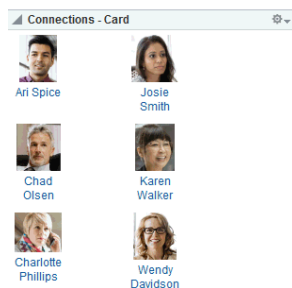 Connections - Card
Ari Spice
Josie
Smith
Chad
Olsen
Karen
Walker
Charlotte
Phillips
Wendy
Davidson